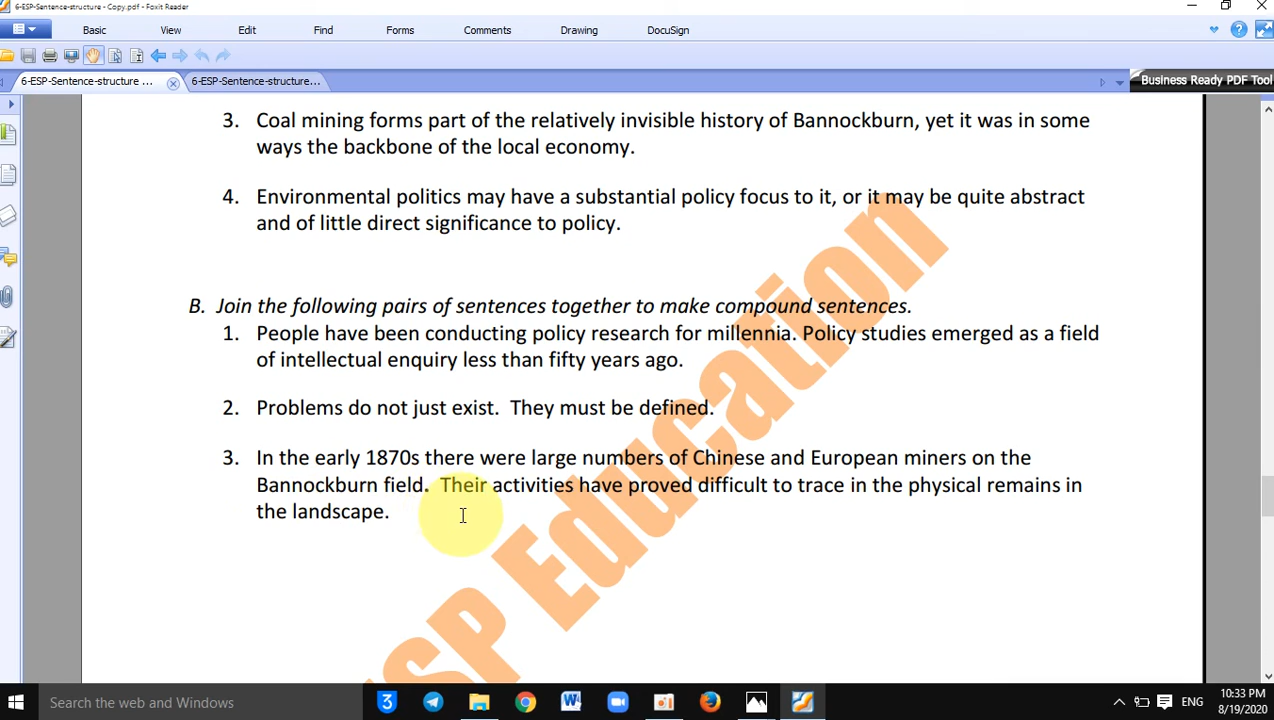 6-ESP-Sentence-structure - Copy.pdf - Foxit Reader
Basic View Edit Find Forms Comments Drawing DocuSign
6-ESP-Sentence-structure ... 6-ESP-Sentence-structure... Business Ready PDF Tool
3. Coal mining forms part of the relatively invisible history of Bannockburn, yet it was in some
ways the backbone of the local economy.
4. Environmental politics may have a substantial policy focus to it, or it may be quite abstract
and of little direct significance to policy.
B. Join the following pairs of sentences together to make compound sentences.
1. People have been conducting policy research for millennia. Policy studies emerged as a field
of intellectual enquiry less than fifty years ago.
2. Problems do not just exist. They must be defined.
3. In the early 1870s there were large numbers of Chinese and European miners on the
Bannockburn field. Their activities have proved difficult to trace in the physical remains in
the landscape.
SP Education
Search the web and Windows
ENG
10:33 PM
8/19/2020